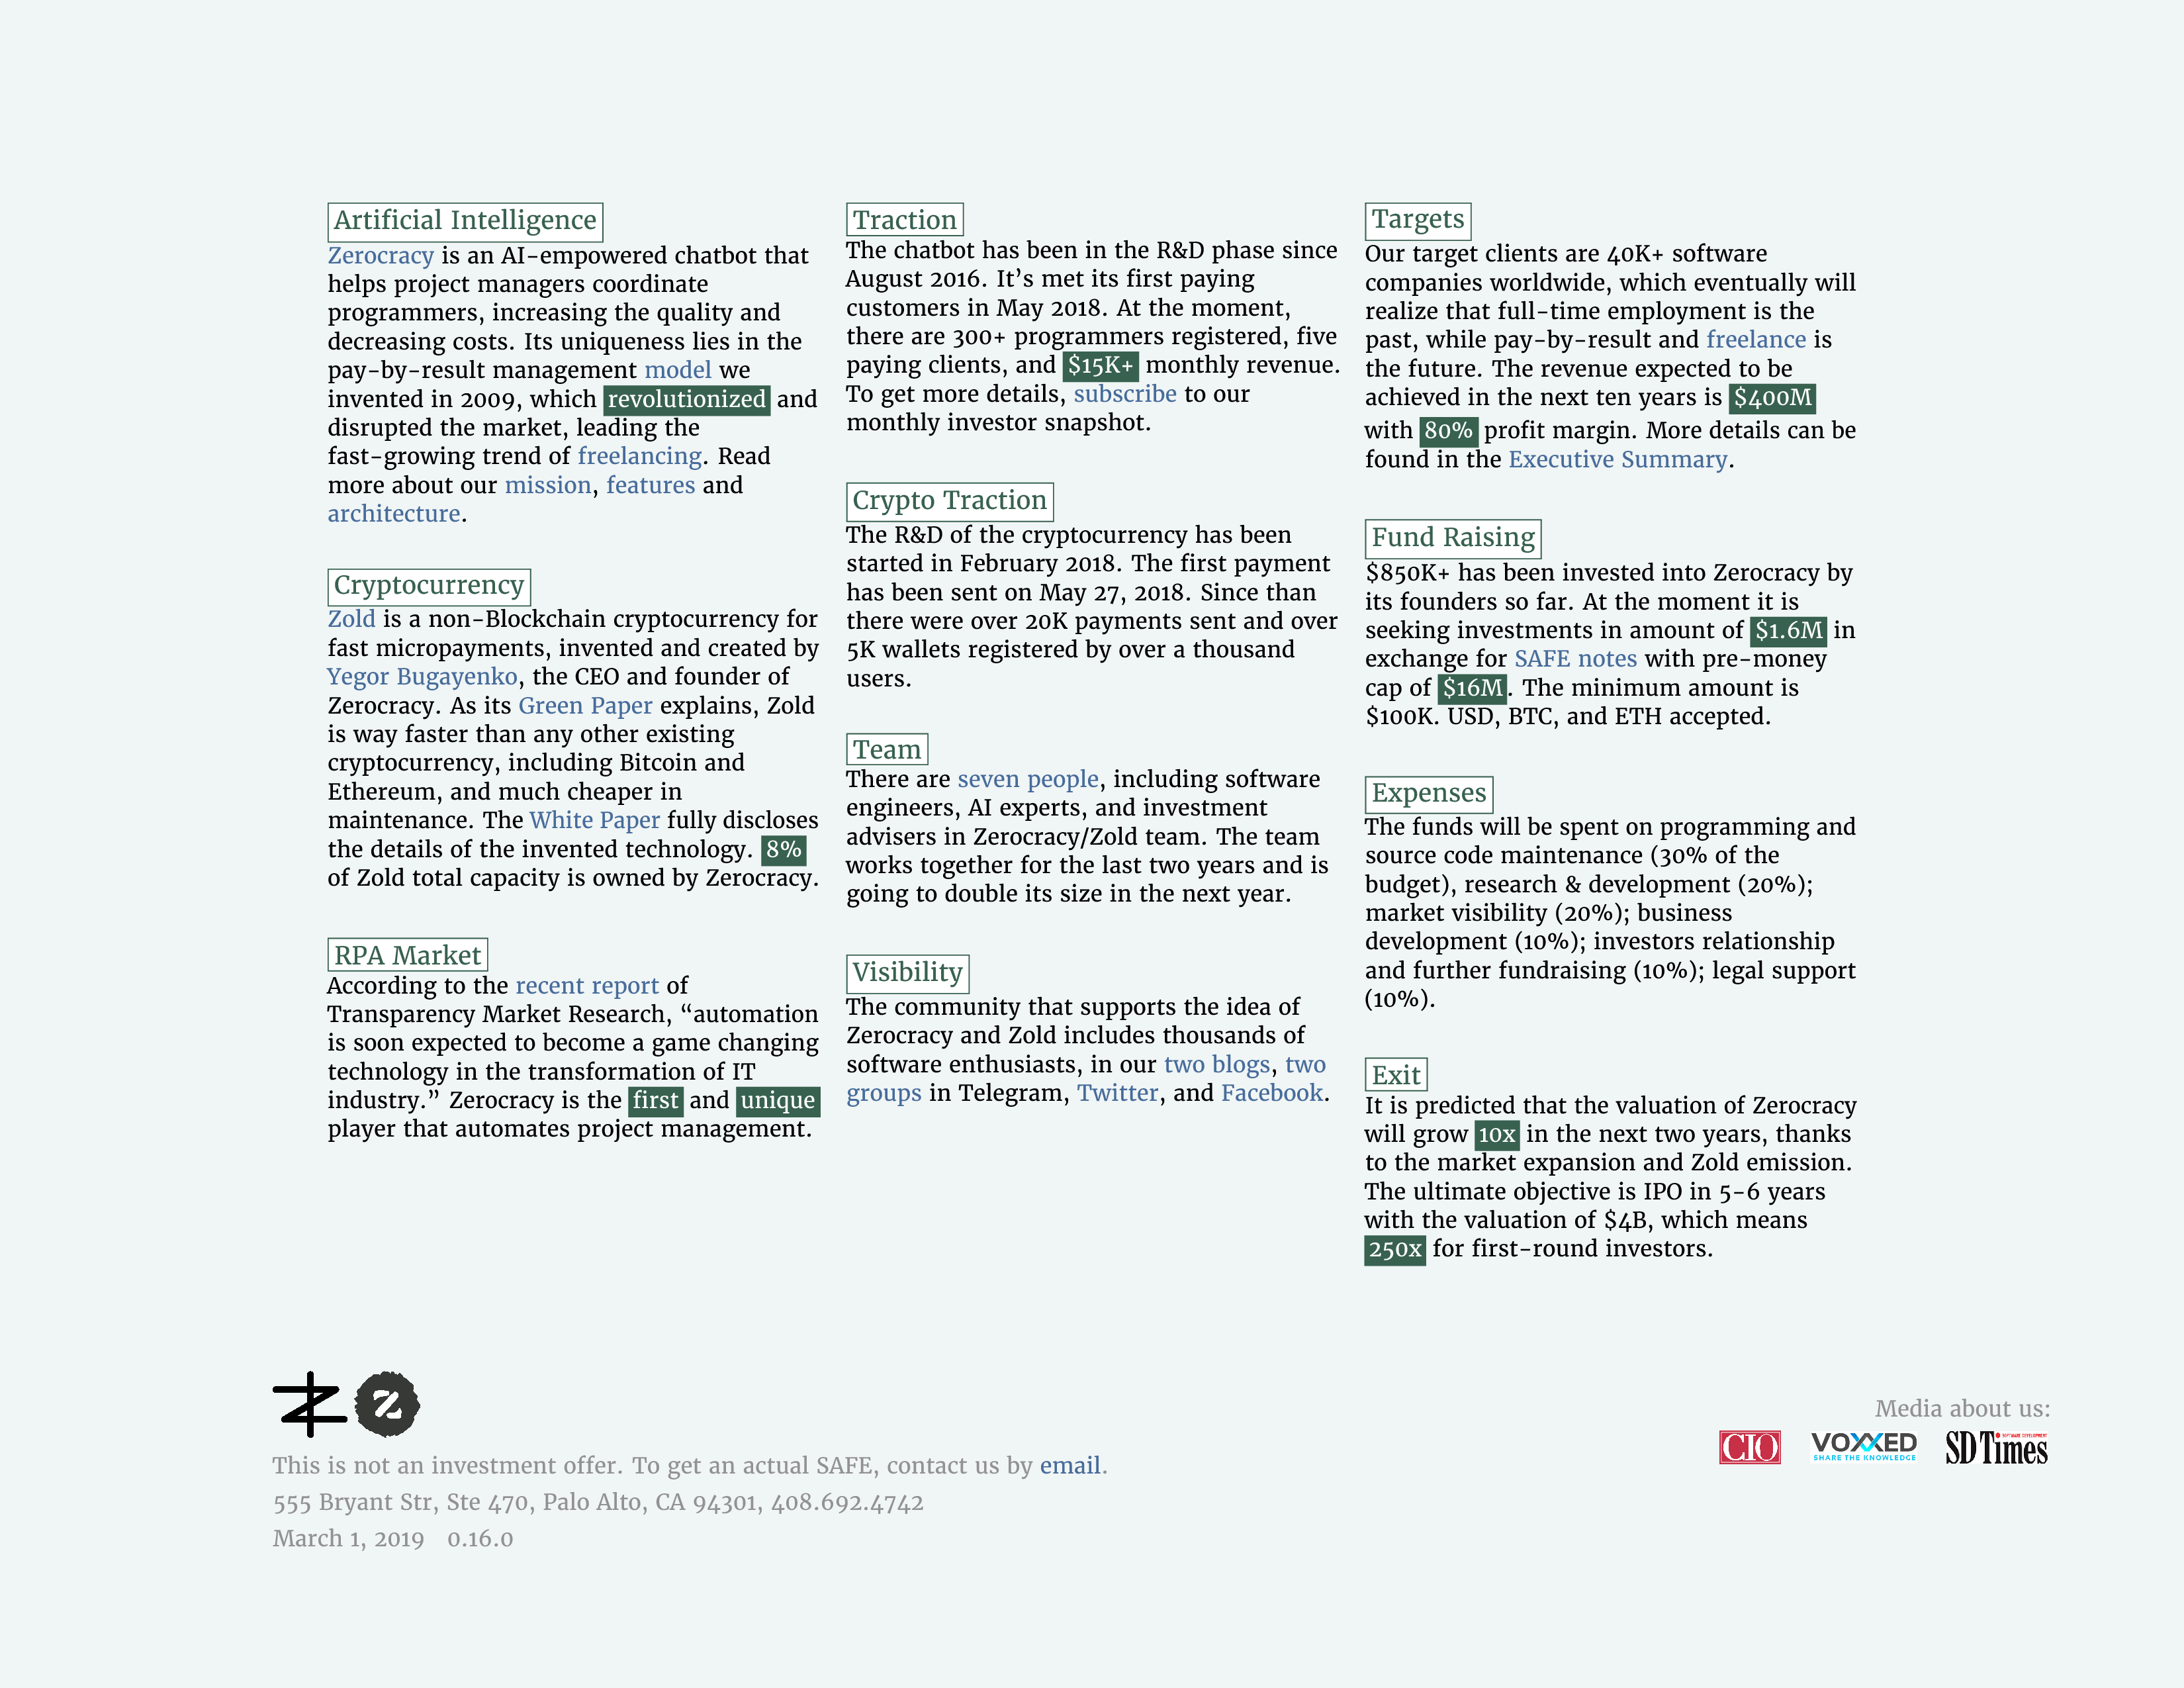 Artificial Intelligence
Zerocracy is an AI-empowered chatbot that
helps project managers coordinate
programmers, increasing the quality and
decreasing costs. Its uniqueness lies in the
pay-by-result management model we
invented in 2009, which revolutionized and
disrupted the market, leading the
fast-growing trend of freelancing. Read
more about our mission, features and
architecture.
Cryptocurrency
Zold is a non-Blockchain cryptocurrency for
fast micropayments, invented and created by
Yegor Bugayenko, the CEO and founder of
Zerocracy. As its Green Paper explains, Zold
is way faster than any other existing
cryptocurrency, including Bitcoin and
Ethereum, and much cheaper in
maintenance. The White Paper fully discloses
the details of the invented technology. 8%
of Zold total capacity is owned by Zerocracy.
RPA Market
According to the recent report of
Transparency Market Research, “automation
is soon expected to become a game changing
technology in the transformation of IT
industry.” Zerocracy is the first and unique
player that automates project management.
Traction
The chatbot has been in the R&D phase since
August 2016. It’s met its first paying
customers in May 2018. At the moment,
there are 300+ programmers registered, five
paying clients, and $15K+ monthly revenue.
To get more details, subscribe to our
monthly investor snapshot.
Crypto Traction
The R&D of the cryptocurrency has been
started in February 2018. The first payment
has been sent on May 27, 2018. Since than
there were over 20K payments sent and over
5K wallets registered by over a thousand
users.
Team
There are seven people, including software
engineers, AI experts, and investment
advisers in Zerocracy/Zold team. The team
works together for the last two years and is
going to double its size in the next year.
Visibility
The community that supports the idea of
Zerocracy and Zold includes thousands of
software enthusiasts, in our two blogs, two
groups in Telegram, Twitter, and Facebook.
Targets
Our target clients are 40K+ software
companies worldwide, which eventually will
realize that full-time employment is the
past, while pay-by-result and freelance is
the future. The revenue expected to be
achieved in the next ten years is $400M
with 80% profit margin. More details can be
found in the Executive Summary.
Fund Raising
$850K+ has been invested into Zerocracy by
its founders so far. At the moment it is
seeking investments in amount of $1.6M in
exchange for SAFE notes with pre-money
cap of $16M. The minimum amount is
$100K. USD, BTC, and ETH accepted.
Expenses
The funds will be spent on programming and
source code maintenance (30% of the
budget), research & development (20%);
market visibility (20%); business
development (10%); investors relationship
and further fundraising (10%); legal support
(10%).
Exit
It is predicted that the valuation of Zerocracy
will grow 10x in the next two years, thanks
to the market expansion and Zold emission.
The ultimate objective is IPO in 5-6 years
with the valuation of $4B, which means
250x for first-round investors.
This is not an investment offer. To get an actual SAFE, contact us by email.
555 Bryant Str, Ste 470, Palo Alto, CA 94301, 408.692.4742
March 1, 2019 0.16.0
Media about us:
CIO
VOXXED
SHARE THE KNOWLEDGE
SOFTWARE DEVELOPMENT
SD Times